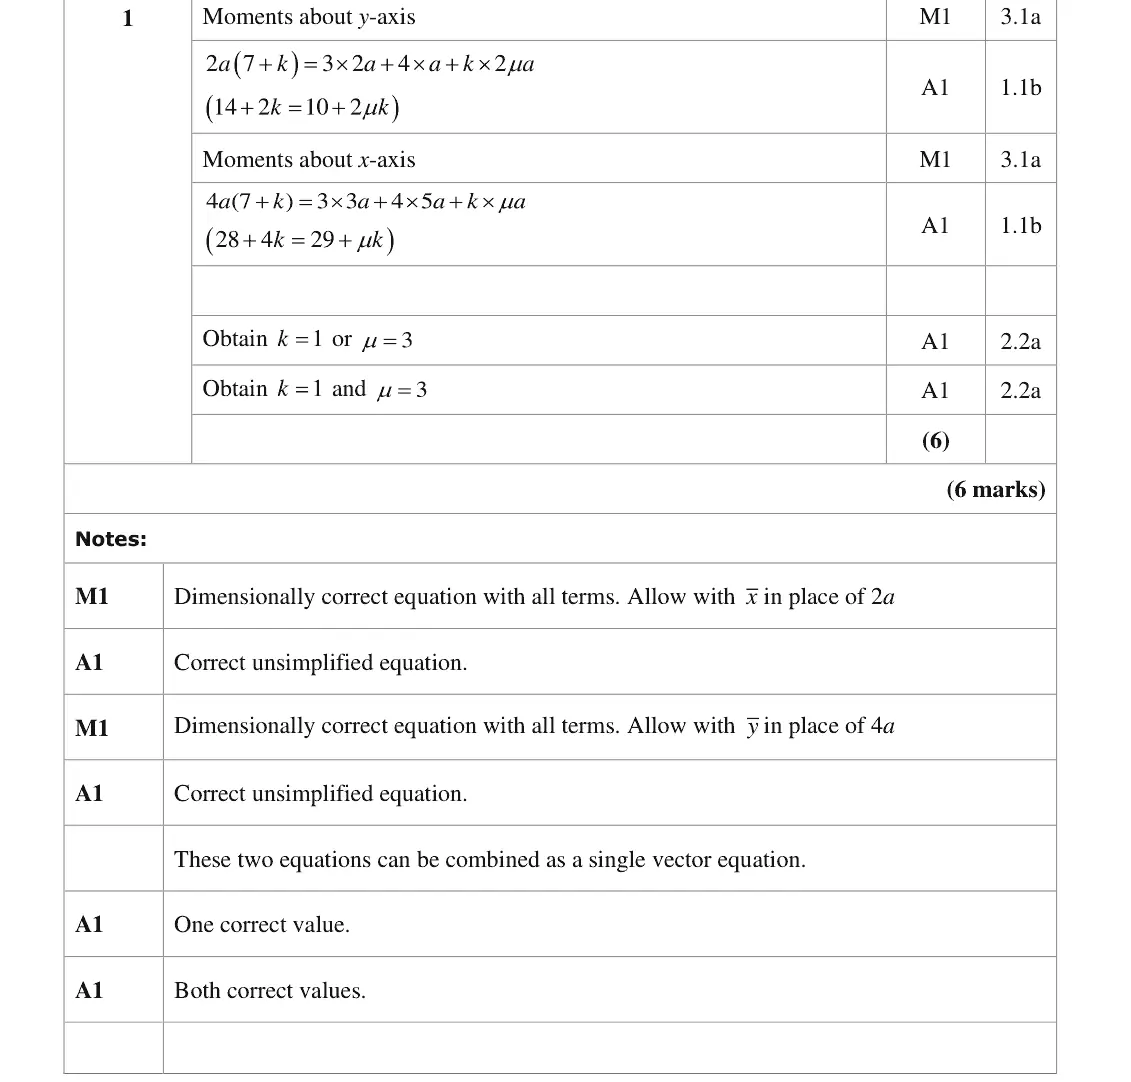 1 Moments about y-axis M1 3.1a
2a(7+k)=3×2a+4×a+k×2μa
(14+2k=10+2μk) A1 1.1b
Moments about x-axis M1 3.1a
4a(7+k)=3×3a+4×5a+k×μa
(28+4k=29+μk) A1 1.1b
Obtain k=1 or μ=3 A1 2.2a
Obtain k=1 and μ=3 A1 2.2a
(6)
(6 marks)
Notes:
M1 Dimensionally correct equation with all terms. Allow with x̅ in place of 2a
A1 Correct unsimplified equation.
M1 Dimensionally correct equation with all terms. Allow with y̅ in place of 4a
A1 Correct unsimplified equation.
These two equations can be combined as a single vector equation.
A1 One correct value.
A1 Both correct values.